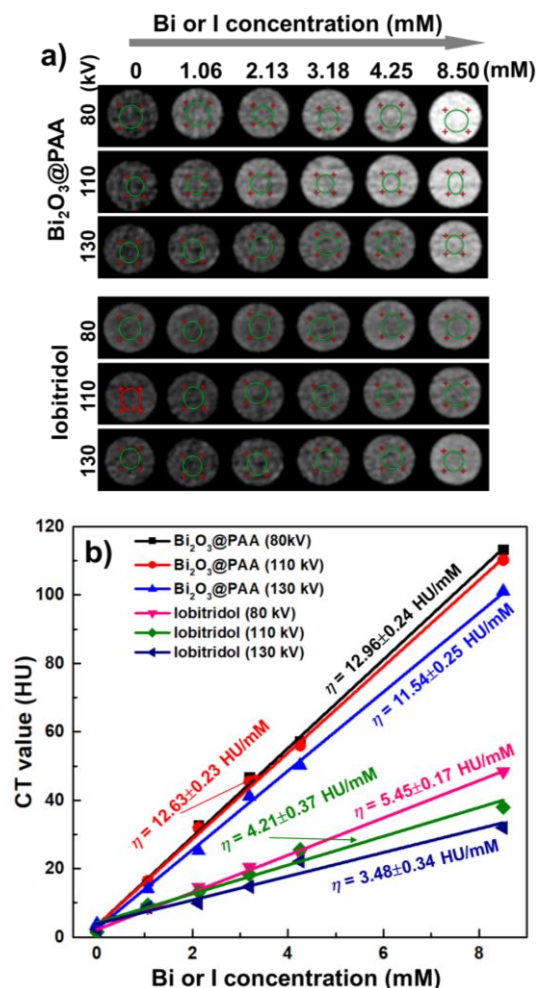 Bi or I concentration (mM)
a)
(kV)
0 1.06 2.13 3.18 4.25 8.50 (mM)
Bi₂O₃@PAA
80
110
130
Iobitridol
80
110
130
b)
120
100
80
60
40
20
0
CT value (HU)
Bi₂O₃@PAA (80kV)
Bi₂O₃@PAA (110 kV)
Bi₂O₃@PAA (130 kV)
Iobitridol (80 kV)
Iobitridol (110 kV)
Iobitridol (130 kV)
η = 12.96±0.24 HU/mM
η = 12.63±0.23 HU/mM
η = 11.54±0.25 HU/mM
η = 5.45±0.17 HU/mM
η = 4.21±0.37 HU/mM
η = 3.48±0.34 HU/mM
0 2 4 6 8
Bi or I concentration (mM)